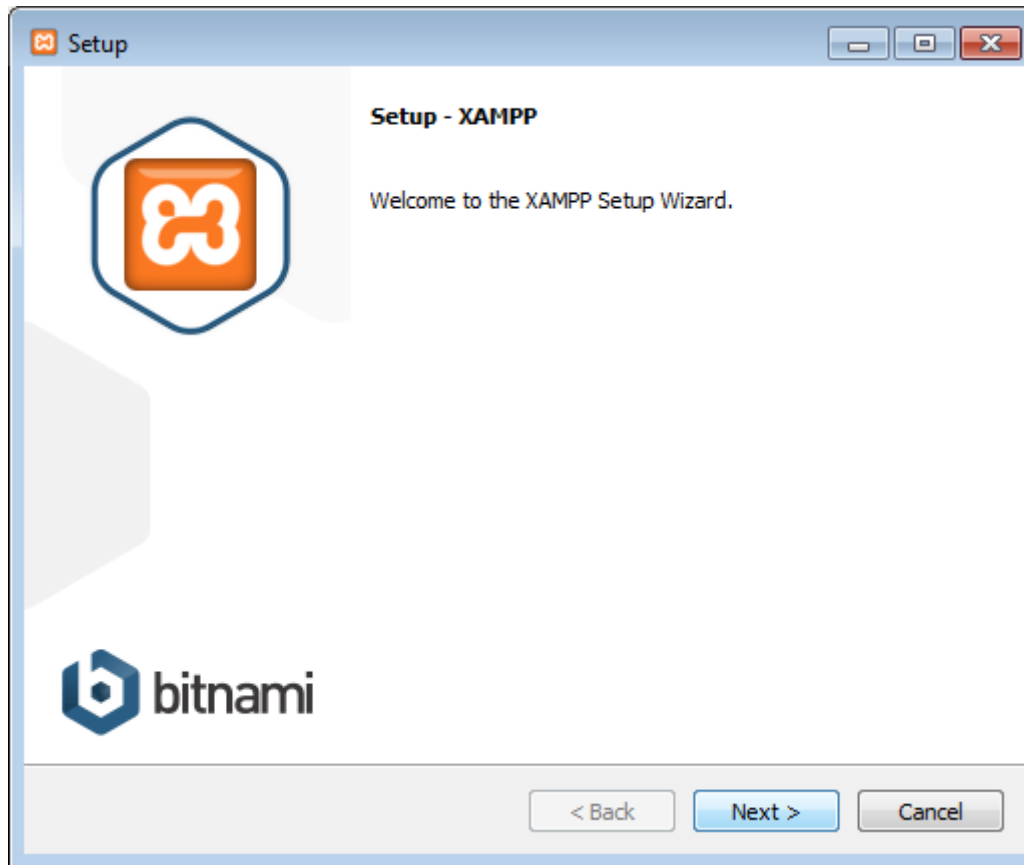 Setup
Setup - XAMPP
Welcome to the XAMPP Setup Wizard.
bitnami
< Back
Next >
Cancel